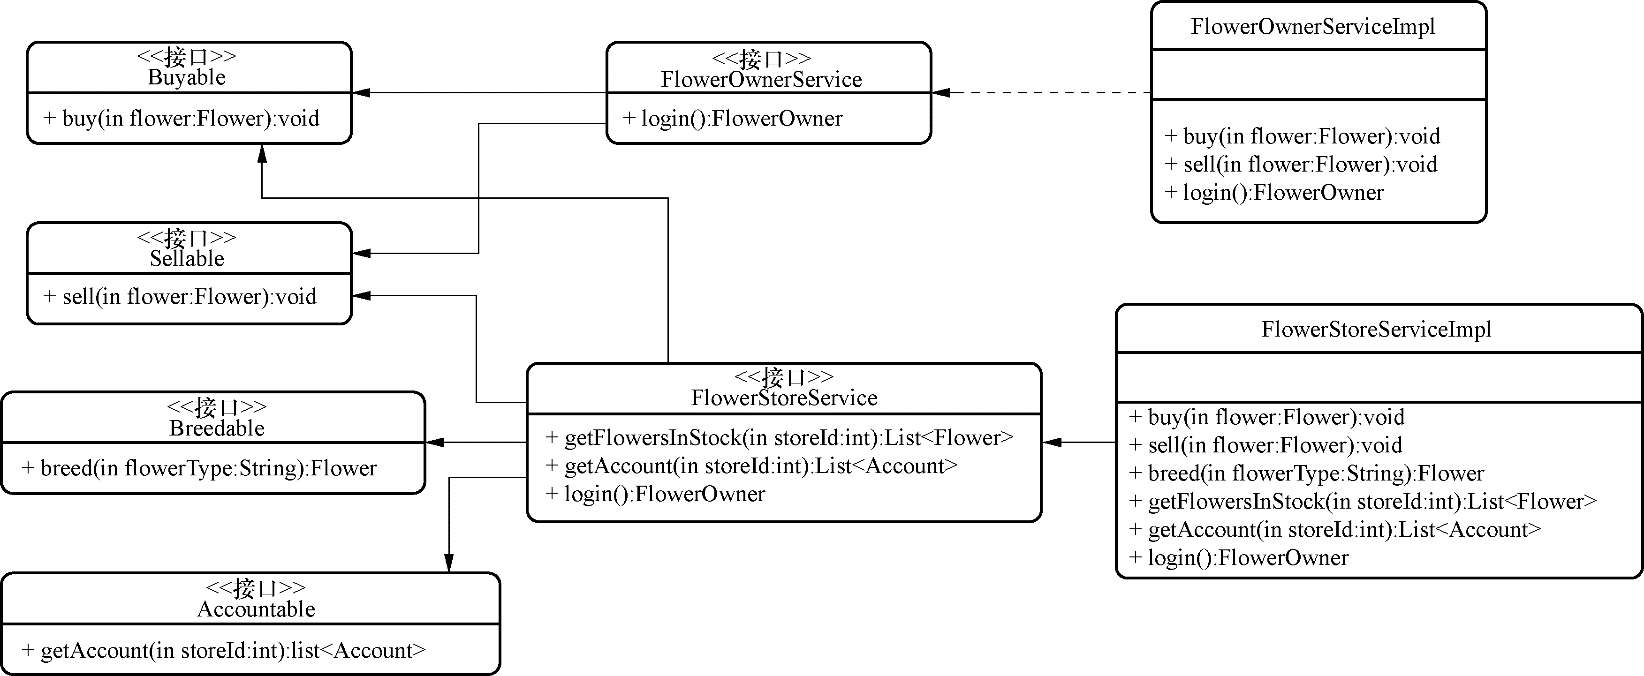 <<接口>>
Buyable
+ buy(in flower:Flower):void
<<接口>>
FlowerOwnerService
+ login():FlowerOwner
FlowerOwnerServiceImpl
+ buy(in flower:Flower):void
+ sell(in flower:Flower):void
+ login():FlowerOwner
<<接口>>
Sellable
+ sell(in flower:Flower):void
<<接口>>
Breedable
+ breed(in flowerType:String):Flower
<<接口>>
FlowerStoreService
+ getFlowersInStock(in storeId:int):List<Flower>
+ getAccount(in storeId:int):List<Account>
+ login():FlowerOwner
FlowerStoreServiceImpl
+ buy(in flower:Flower):void
+ sell(in flower:Flower):void
+ breed(in flowerType:String):Flower
+ getFlowersInStock(in storeId:int):List<Flower>
+ getAccount(in storeId:int):List<Account>
+ login():FlowerOwner
<<接口>>
Accountable
+ getAccount(in storeId:int):list<Account>